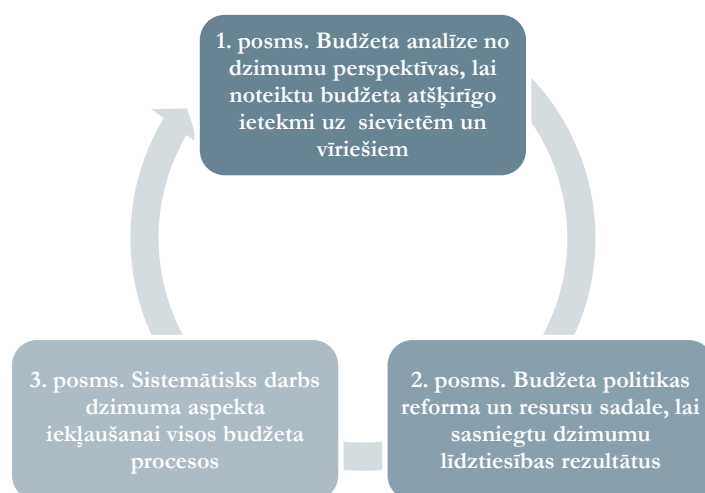 1. posms. Budžeta analīze no
dzimumu perspektīvas, lai
noteiktu budžeta atšķirīgo
ietekmi uz sievietēm un
vīriešiem
2. posms. Budžeta politikas
reforma un resursu sadale, lai
sasniegtu dzimumu
līdztiesības rezultātus
3. posms. Sistemātisks darbs
dzimuma aspekta
iekļaušanai visos budžeta
procesos